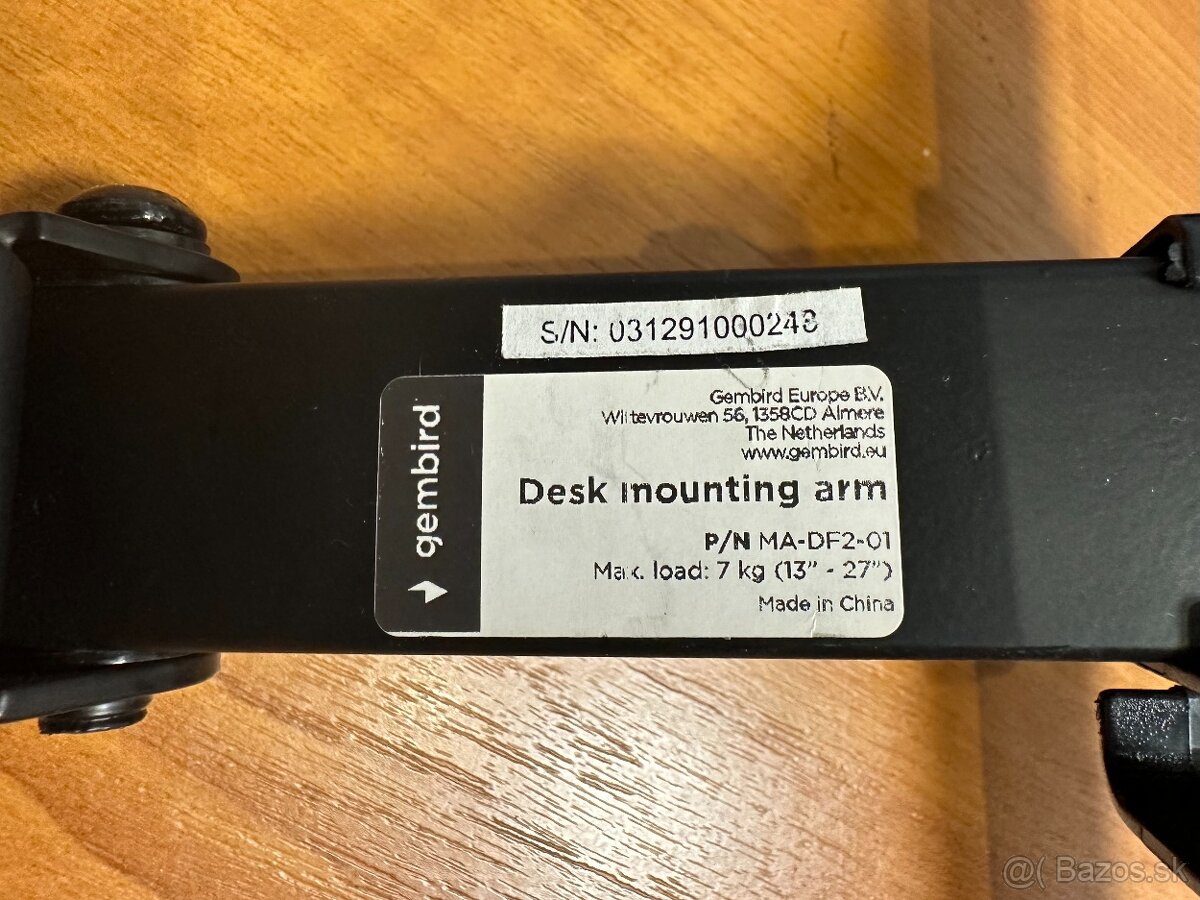 S/N: 031291000248
gembird
Gembird Europe B.V.
Wittevrouwen 56, 1358CD Almere
The Netherlands
www.gembird.eu
Desk mounting arm
P/N MA-DF2-01
Max. load: 7 kg (13" - 27")
Made in China
@( Bazos.sk